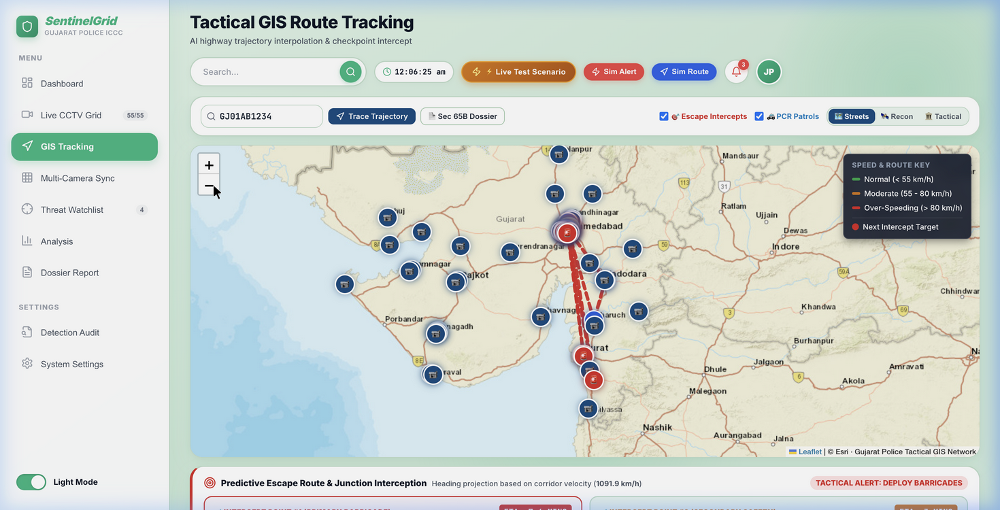 SentinelGrid
GUJARAT POLICE ICCC
MENU
Dashboard
Live CCTV Grid 55/55
GIS Tracking
Multi-Camera Sync
Threat Watchlist 4
Analysis
Dossier Report
SETTINGS
Detection Audit
System Settings
Light Mode
Tactical GIS Route Tracking
AI highway trajectory interpolation & checkpoint intercept
Search...
12:06:25 am
Live Test Scenario
Sim Alert
Sim Route
3
JP
GJ01AB1234
Trace Trajectory
Sec 65B Dossier
Escape Intercepts
PCR Patrols
Streets
Recon
Tactical
+
−
SPEED & ROUTE KEY
Normal (< 55 km/h)
Moderate (55 - 80 km/h)
Over-Speeding (> 80 km/h)
Next Intercept Target
lanpur
Mandsaur
113
31
Ratlam
Ujjain
Dewas
Indore
uj
8A
Gujarat
ndhinagar
medabad
rendranagar
59
mnagar
ajkot
dodara
59A
Chhindwar
Khandwa
3
69
Porbandar
nagadh
avnag
aruch
Burhanpur
8E
raval
urat
Jalgaon
Dhule
6
Akola
Amravati
Na
Malegaon
ilvassa
Nashik
Aurangabad
Jalna
Leaflet | © Esri · Gujarat Police Tactical GIS Network
Predictive Escape Route & Junction Interception Heading projection based on corridor velocity (1091.9 km/h)
TACTICAL ALERT: DEPLOY BARRICADES